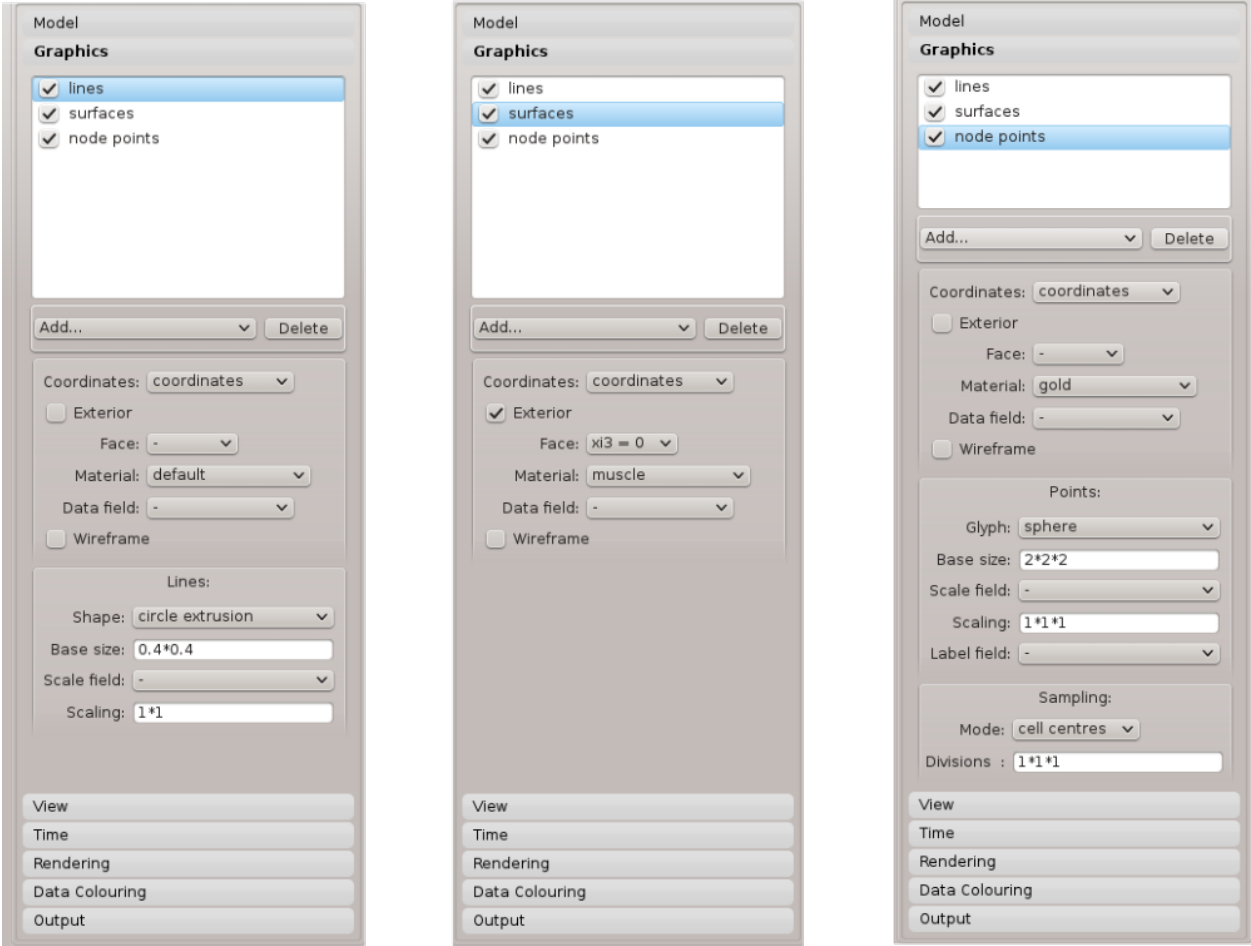 Model
Graphics
lines
surfaces
node points
Add...
Delete
Coordinates: coordinates
Exterior
Face: -
Material: default
Data field: -
Wireframe
Lines:
Shape: circle extrusion
Base size: 0.4*0.4
Scale field: -
Scaling: 1*1
View
Time
Rendering
Data Colouring
Output
Model
Graphics
lines
surfaces
node points
Add...
Delete
Coordinates: coordinates
Exterior
Face: xi3 = 0
Material: muscle
Data field: -
Wireframe
View
Time
Rendering
Data Colouring
Output
Model
Graphics
lines
surfaces
node points
Add...
Delete
Coordinates: coordinates
Exterior
Face: -
Material: gold
Data field: -
Wireframe
Points:
Glyph: sphere
Base size: 2*2*2
Scale field: -
Scaling: 1*1*1
Label field: -
Sampling:
Mode: cell centres
Divisions : 1*1*1
View
Time
Rendering
Data Colouring
Output